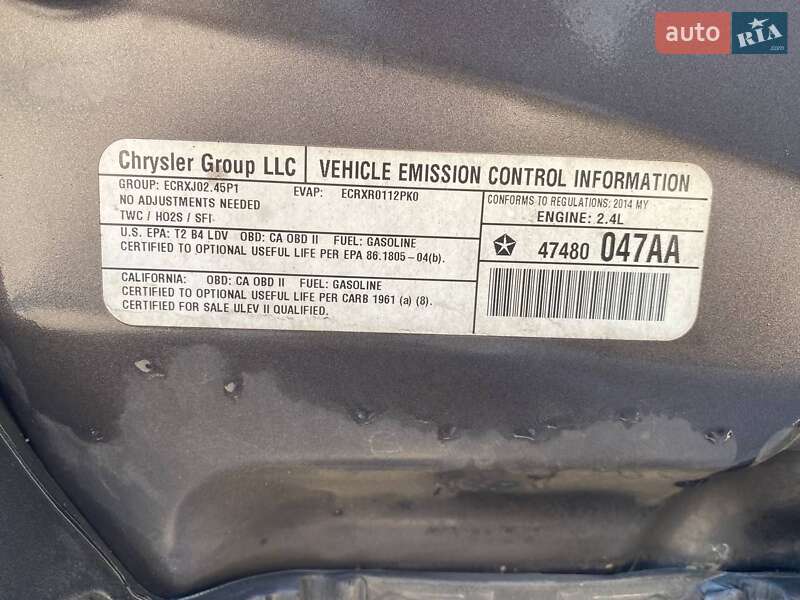 auto RIA
.com
Chrysler Group LLC VEHICLE EMISSION CONTROL INFORMATION
GROUP: ECRXJ02.45P1 EVAP: ECRXR0112PK0
NO ADJUSTMENTS NEEDED
TWC / HO2S / SFI
CONFORMS TO REGULATIONS: 2014 MY
ENGINE: 2.4L
U.S. EPA: T2 B4 LDV OBD: CA OBD II FUEL: GASOLINE
CERTIFIED TO OPTIONAL USEFUL LIFE PER EPA 86.1805-04(b).
47480 047AA
CALIFORNIA: OBD: CA OBD II FUEL: GASOLINE
CERTIFIED TO OPTIONAL USEFUL LIFE PER CARB 1961 (a) (8).
CERTIFIED FOR SALE ULEV II QUALIFIED.